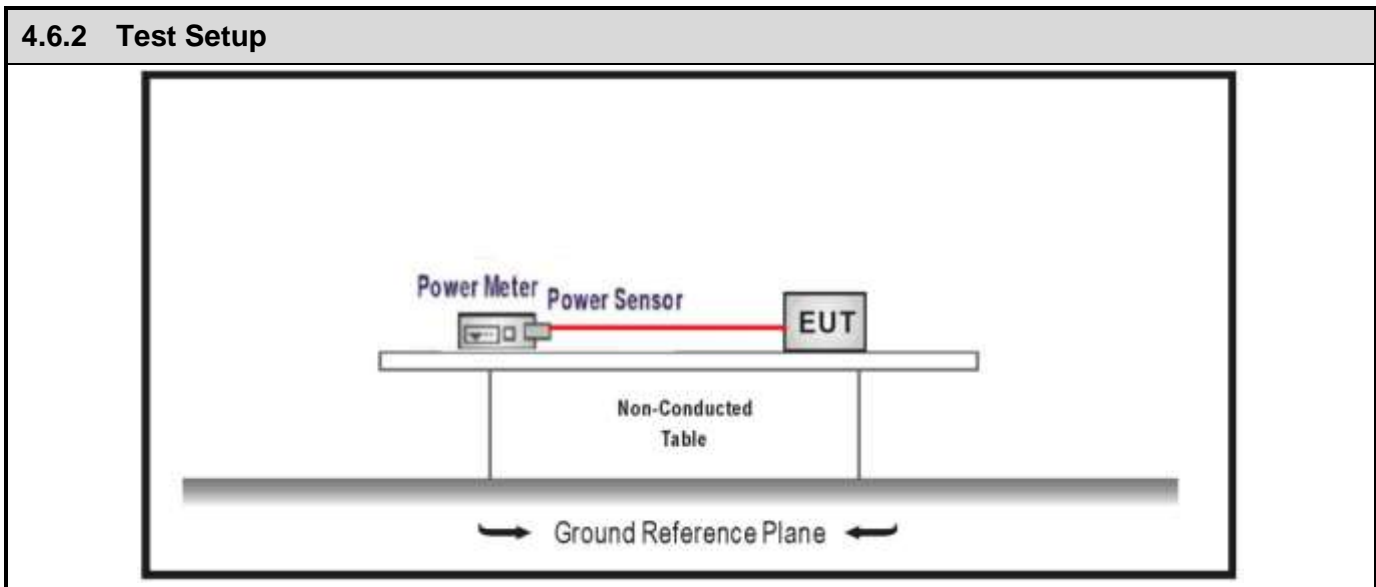 4.6.2 Test Setup
Power Meter
Power Sensor
EUT
Non-Conducted
Table
Ground Reference Plane